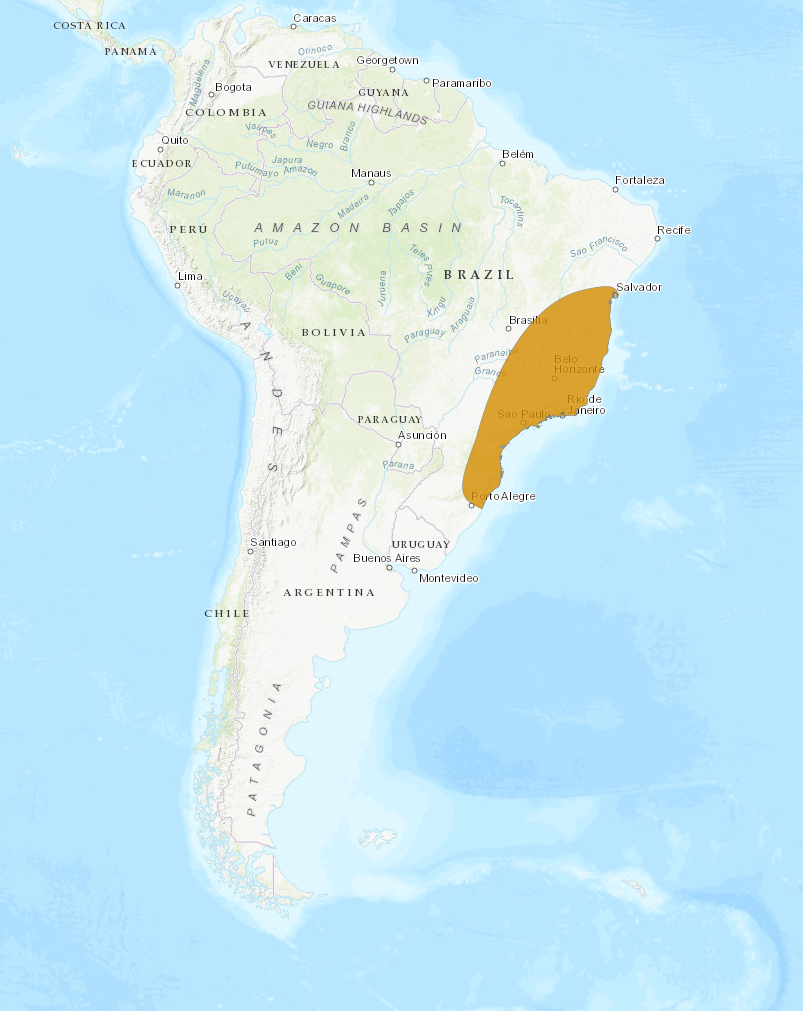 Caracas
COSTA RICA
PANAMA
Orinoco
VENEZUELA
Georgetown
Magdelena
Bogota
Paramaribo
GUYANA
COLOMBIA
GUIANA HIGHLANDS
Vaupes
Branco
Quito
Negro
Belém
ECUADOR
Japura
Putumayo
Amazon
Manaus
Fortaleza
Maranon
Madeira
Tapajos
Tocantins
PERU
AMAZON BASIN
Recife
Purus
Sao Francisco
Teles Pires
Beni
BRAZIL
Lima
Guapore
Juruena
Salvador
Ucayali
Xingu
Araguaia
ANDES
BOLIVIA
Paraguay
Brasilia
Paranaiba
Belo
Horizonte
Grande
Rio de
Janeiro
Sao Paulo
PARAGUAY
Asunción
Parana
Porto Alegre
PAMPAS
Santiago
URUGUAY
Buenos Aires
Montevideo
ARGENTINA
CHILE
PATAGONIA